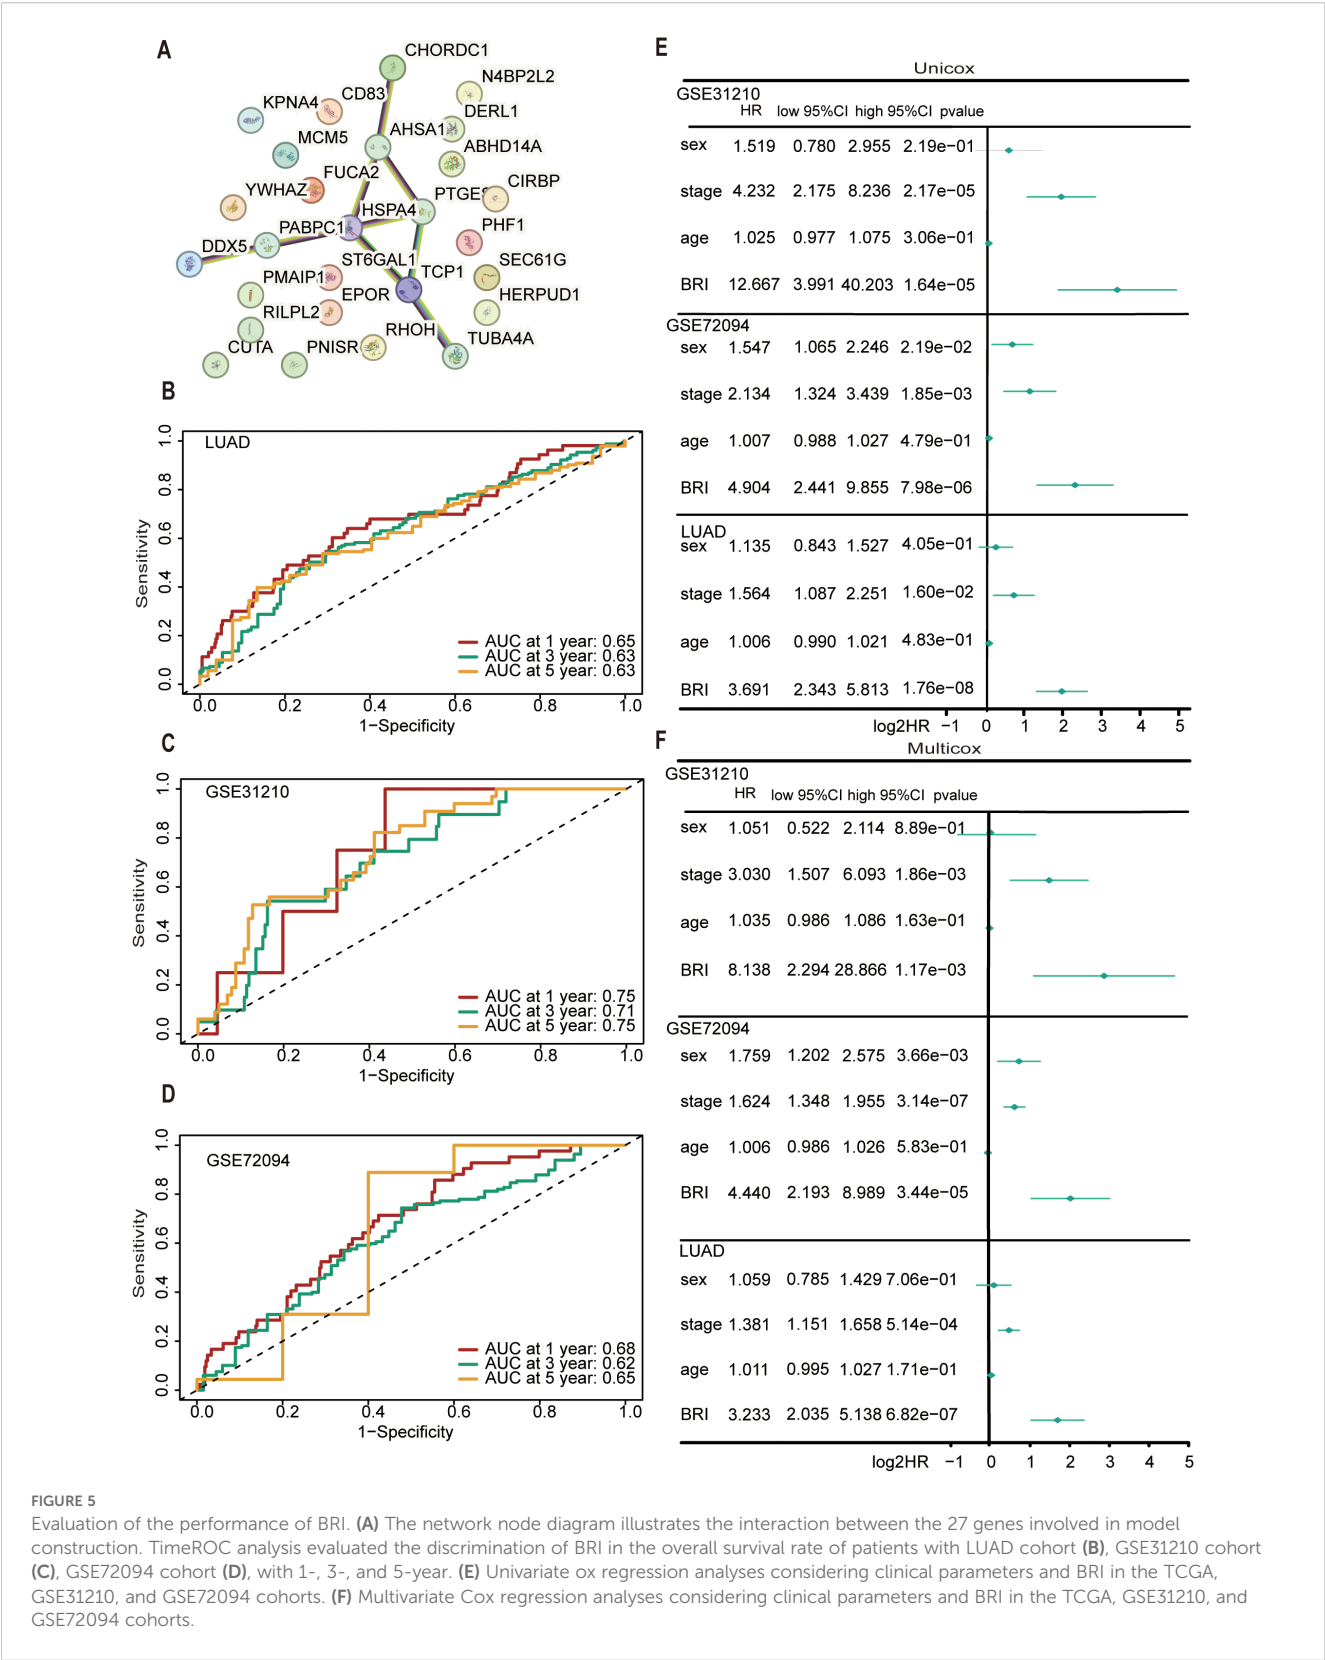 A
CHORDC1
N4BP2L2
CD83
KPNA4
DERL1
AHSA1
MCM5
ABHD14A
FUCA2
CIRBP
YWHAZ
PTGES
HSPA4
PHF1
PABPC1
DDX5
ST6GAL1
SEC61G
TCP1
PMAIP1
HERPUD1
EPOR
RILPL2
RHOH
TUBA4A
CUTA
PNISR
B
LUAD
Sensitivity
1.0
0.8
0.6
0.4
0.2
0.0
AUC at 1 year: 0.65
AUC at 3 year: 0.63
AUC at 5 year: 0.63
0.0 0.2 0.4 0.6 0.8 1.0
1−Specificity
C
GSE31210
Sensitivity
1.0
0.8
0.6
0.4
0.2
0.0
AUC at 1 year: 0.75
AUC at 3 year: 0.71
AUC at 5 year: 0.75
0.0 0.2 0.4 0.6 0.8 1.0
1−Specificity
D
GSE72094
Sensitivity
1.0
0.8
0.6
0.4
0.2
0.0
AUC at 1 year: 0.68
AUC at 3 year: 0.62
AUC at 5 year: 0.65
0.0 0.2 0.4 0.6 0.8 1.0
1−Specificity
E
Unicox
GSE31210
HR low 95%CI high 95%CI pvalue
sex 1.519 0.780 2.955 2.19e−01
stage 4.232 2.175 8.236 2.17e−05
age 1.025 0.977 1.075 3.06e−01
BRI 12.667 3.991 40.203 1.64e−05
GSE72094
sex 1.547 1.065 2.246 2.19e−02
stage 2.134 1.324 3.439 1.85e−03
age 1.007 0.988 1.027 4.79e−01
BRI 4.904 2.441 9.855 7.98e−06
LUAD
sex 1.135 0.843 1.527 4.05e−01
stage 1.564 1.087 2.251 1.60e−02
age 1.006 0.990 1.021 4.83e−01
BRI 3.691 2.343 5.813 1.76e−08
log2HR −1 0 1 2 3 4 5
F
Multicox
GSE31210
HR low 95%CI high 95%CI pvalue
sex 1.051 0.522 2.114 8.89e−01
stage 3.030 1.507 6.093 1.86e−03
age 1.035 0.986 1.086 1.63e−01
BRI 8.138 2.294 28.866 1.17e−03
GSE72094
sex 1.759 1.202 2.575 3.66e−03
stage 1.624 1.348 1.955 3.14e−07
age 1.006 0.986 1.026 5.83e−01
BRI 4.440 2.193 8.989 3.44e−05
LUAD
sex 1.059 0.785 1.429 7.06e−01
stage 1.381 1.151 1.658 5.14e−04
age 1.011 0.995 1.027 1.71e−01
BRI 3.233 2.035 5.138 6.82e−07
log2HR −1 0 1 2 3 4 5
FIGURE 5
Evaluation of the performance of BRI. (A) The network node diagram illustrates the interaction between the 27 genes involved in model
construction. TimeROC analysis evaluated the discrimination of BRI in the overall survival rate of patients with LUAD cohort (B), GSE31210 cohort
(C), GSE72094 cohort (D), with 1-, 3-, and 5-year. (E) Univariate ox regression analyses considering clinical parameters and BRI in the TCGA,
GSE31210, and GSE72094 cohorts. (F) Multivariate Cox regression analyses considering clinical parameters and BRI in the TCGA, GSE31210, and
GSE72094 cohorts.